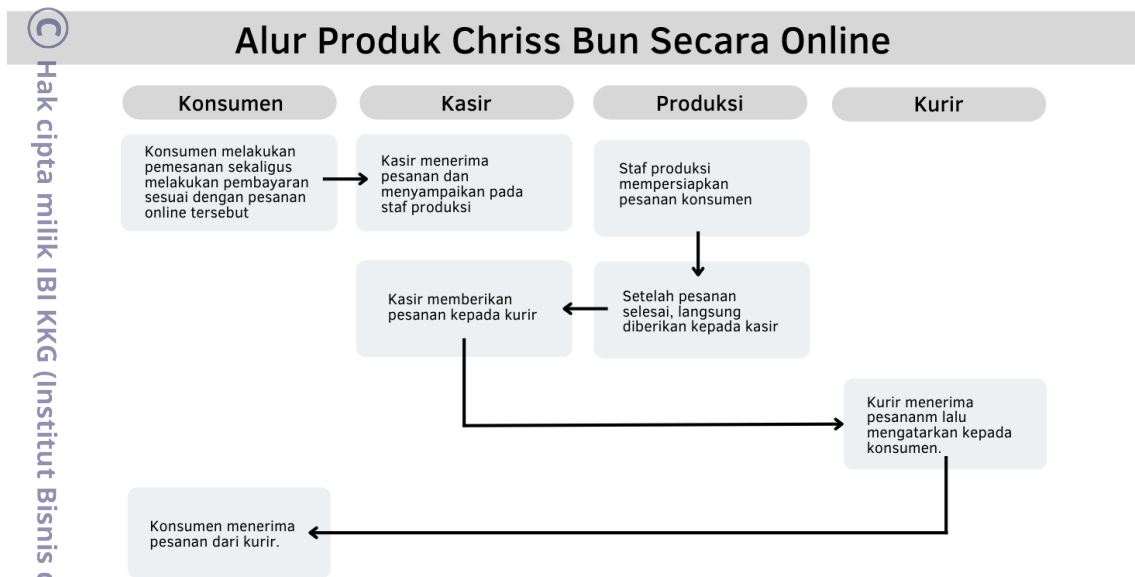 Alur Produk Chriss Bun Secara Online
Konsumen
Kasir
Produksi
Kurir
Konsumen melakukan
pemesanan sekaligus
melakukan pembayaran
sesuai dengan pesanan
online tersebut
Kasir menerima
pesanan dan
menyampaikan pada
staf produksi
Staf produksi
mempersiapkan
pesanan konsumen
Kasir memberikan
pesanan kepada kurir
Setelah pesanan
selesai, langsung
diberikan kepada kasir
Kurir menerima
pesananm lalu
mengatarkan kepada
konsumen.
Konsumen menerima
pesanan dari kurir.
© Hak cipta milik IBI KKG (Institut Bisnis